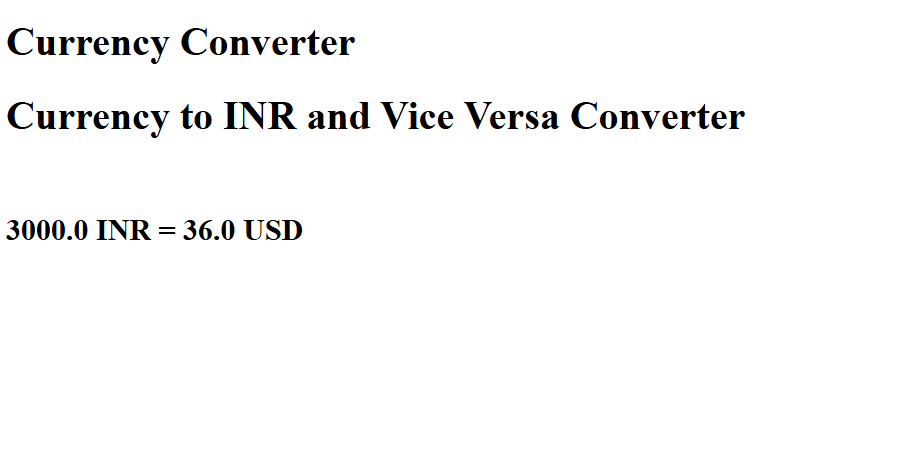 Currency Converter
Currency to INR and Vice Versa Converter
3000.0 INR = 36.0 USD